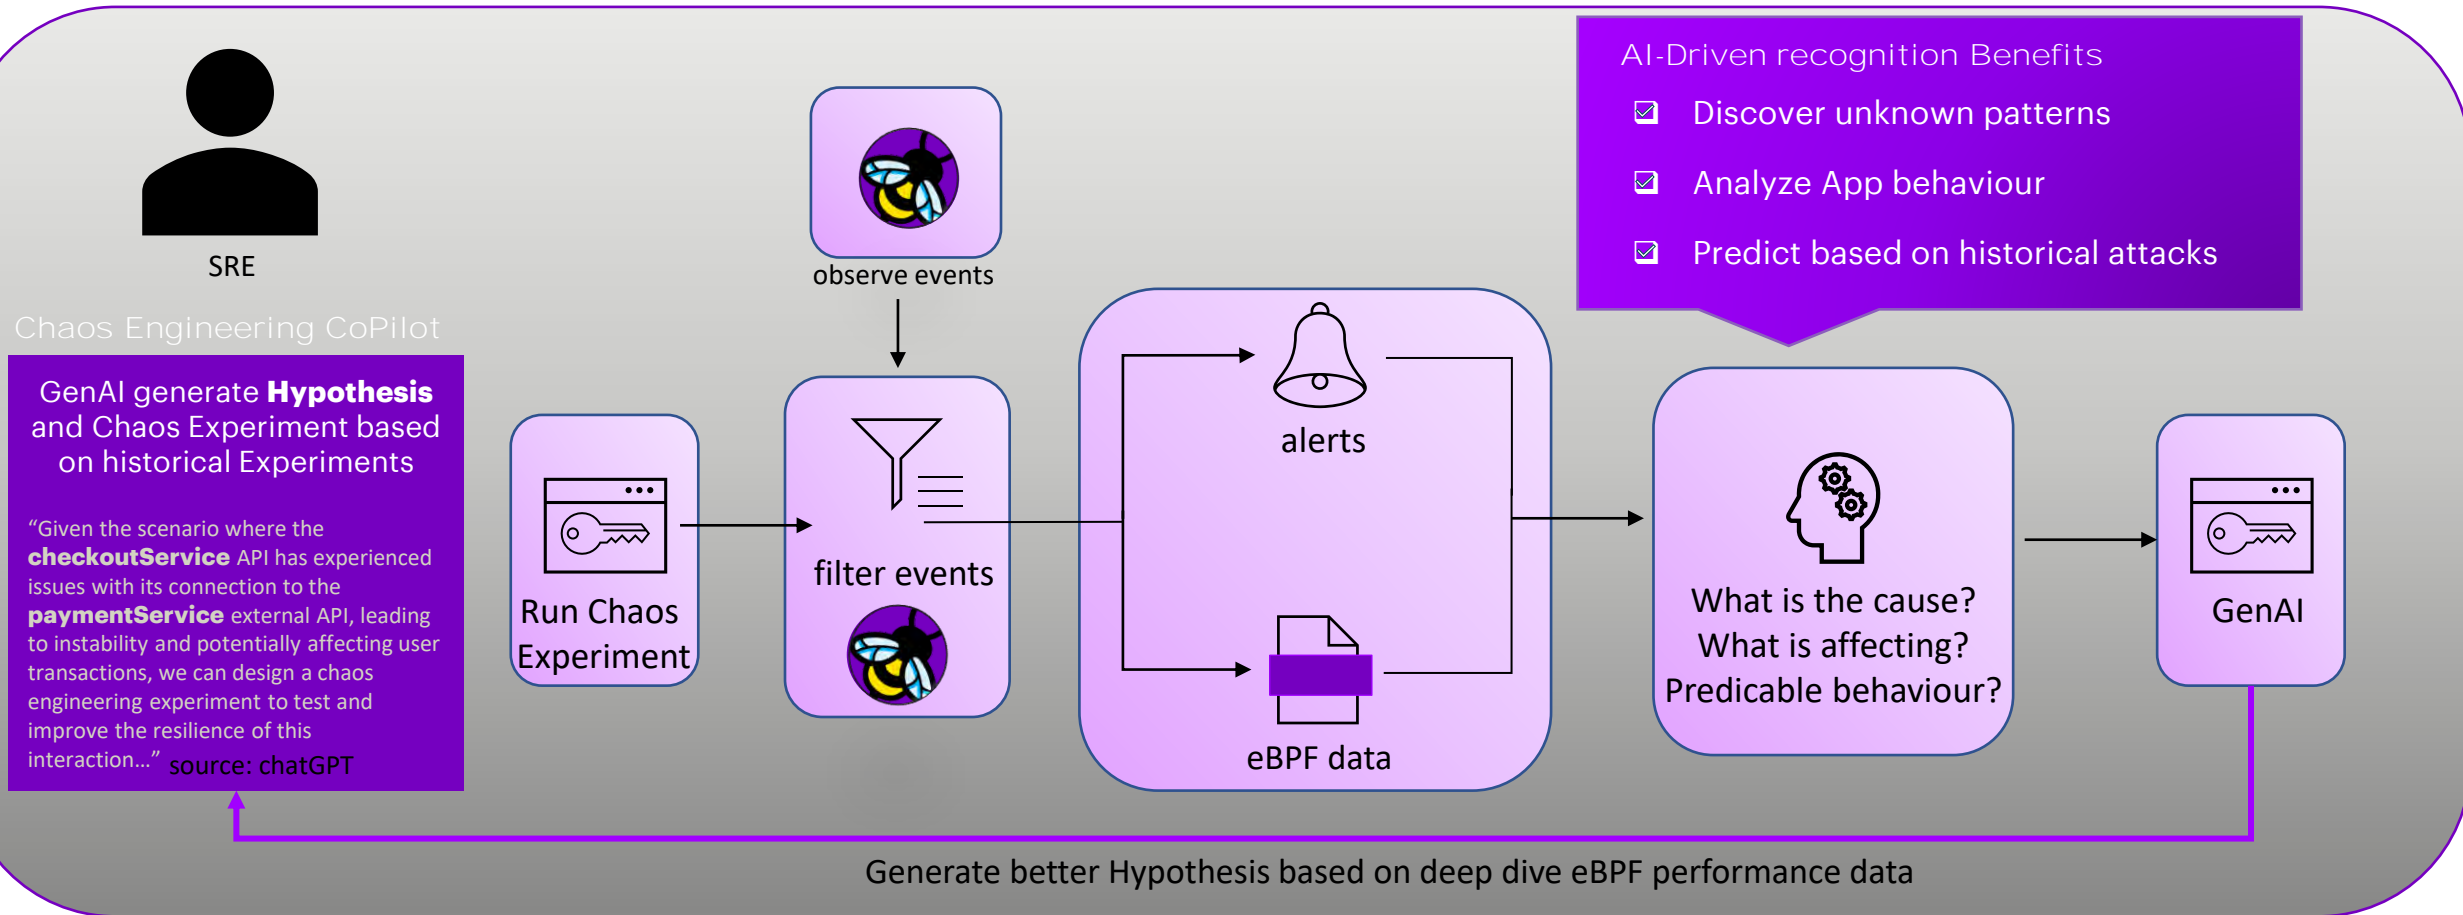 SRE
Chaos Engineering CoPilot
GenAI generate Hypothesis
and Chaos Experiment based
on historical Experiments
“Given the scenario where the
checkoutService API has experienced
issues with its connection to the
paymentService external API, leading
to instability and potentially affecting user
transactions, we can design a chaos
engineering experiment to test and
improve the resilience of this
interaction...” source: chatGPT
Run Chaos
Experiment
observe events
filter events
alerts
eBPF data
AI-Driven recognition Benefits
Discover unknown patterns
Analyze App behaviour
Predict based on historical attacks
What is the cause?
What is affecting?
Predicable behaviour?
GenAI
Generate better Hypothesis based on deep dive eBPF performance data